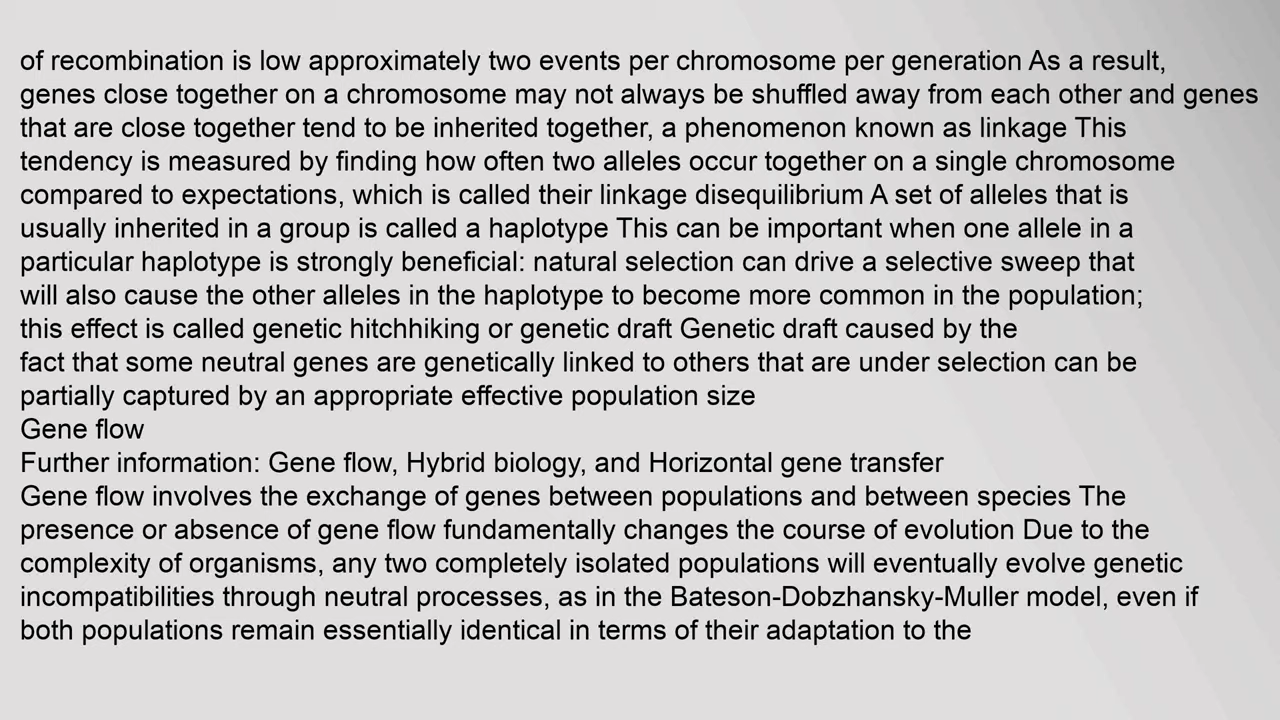 of recombination is low approximately two events per chromosome per generation As a result,
genes close together on a chromosome may not always be shuffled away from each other and genes
that are close together tend to be inherited together, a phenomenon known as linkage This
tendency is measured by finding how often two alleles occur together on a single chromosome
compared to expectations, which is called their linkage disequilibrium A set of alleles that is
usually inherited in a group is called a haplotype This can be important when one allele in a
particular haplotype is strongly beneficial: natural selection can drive a selective sweep that
will also cause the other alleles in the haplotype to become more common in the population;
this effect is called genetic hitchhiking or genetic draft Genetic draft caused by the
fact that some neutral genes are genetically linked to others that are under selection can be
partially captured by an appropriate effective population size
Gene flow
Further information: Gene flow, Hybrid biology, and Horizontal gene transfer
Gene flow involves the exchange of genes between populations and between species The
presence or absence of gene flow fundamentally changes the course of evolution Due to the
complexity of organisms, any two completely isolated populations will eventually evolve genetic
incompatibilities through neutral processes, as in the Bateson-Dobzhansky-Muller model, even if
both populations remain essentially identical in terms of their adaptation to the